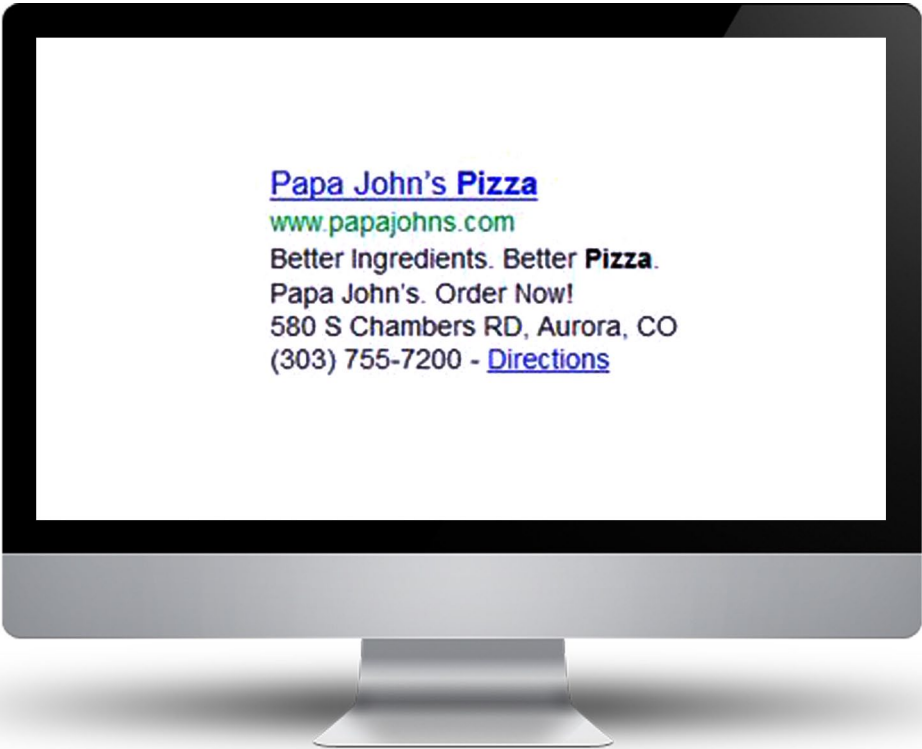 Papa John's Pizza
www.papajohns.com
Better Ingredients. Better Pizza.
Papa John's. Order Now!
580 S Chambers RD, Aurora, CO
(303) 755-7200 - Directions